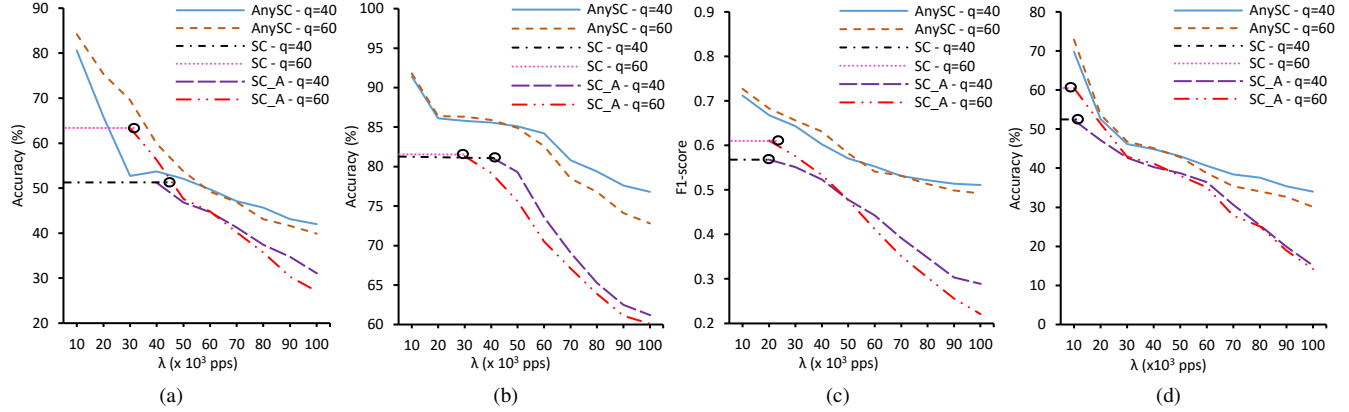 90
80
70
60
50
40
30
20
Accuracy (%)
10 20 30 40 50 60 70 80 90 100
λ (x 10³ pps)
AnySC - q=40
AnySC - q=60
SC - q=40
SC - q=60
SC_A - q=40
SC_A - q=60
(a)
100
95
90
85
80
75
70
65
60
Accuracy (%)
10 20 30 40 50 60 70 80 90 100
λ (x 10³ pps)
AnySC - q=40
AnySC - q=60
SC - q=40
SC - q=60
SC_A - q=40
SC_A - q=60
(b)
0.9
0.8
0.7
0.6
0.5
0.4
0.3
0.2
F1-score
10 20 30 40 50 60 70 80 90 100
λ (x 10³ pps)
AnySC - q=40
AnySC - q=60
SC - q=40
SC - q=60
SC_A - q=40
SC_A - q=60
(c)
80
70
60
50
40
30
20
10
0
Accuracy (%)
10 20 30 40 50 60 70 80 90 100
λ (x10³ pps)
AnySC - q=40
AnySC - q=60
SC - q=40
SC - q=60
SC_A - q=40
SC_A - q=60
(d)